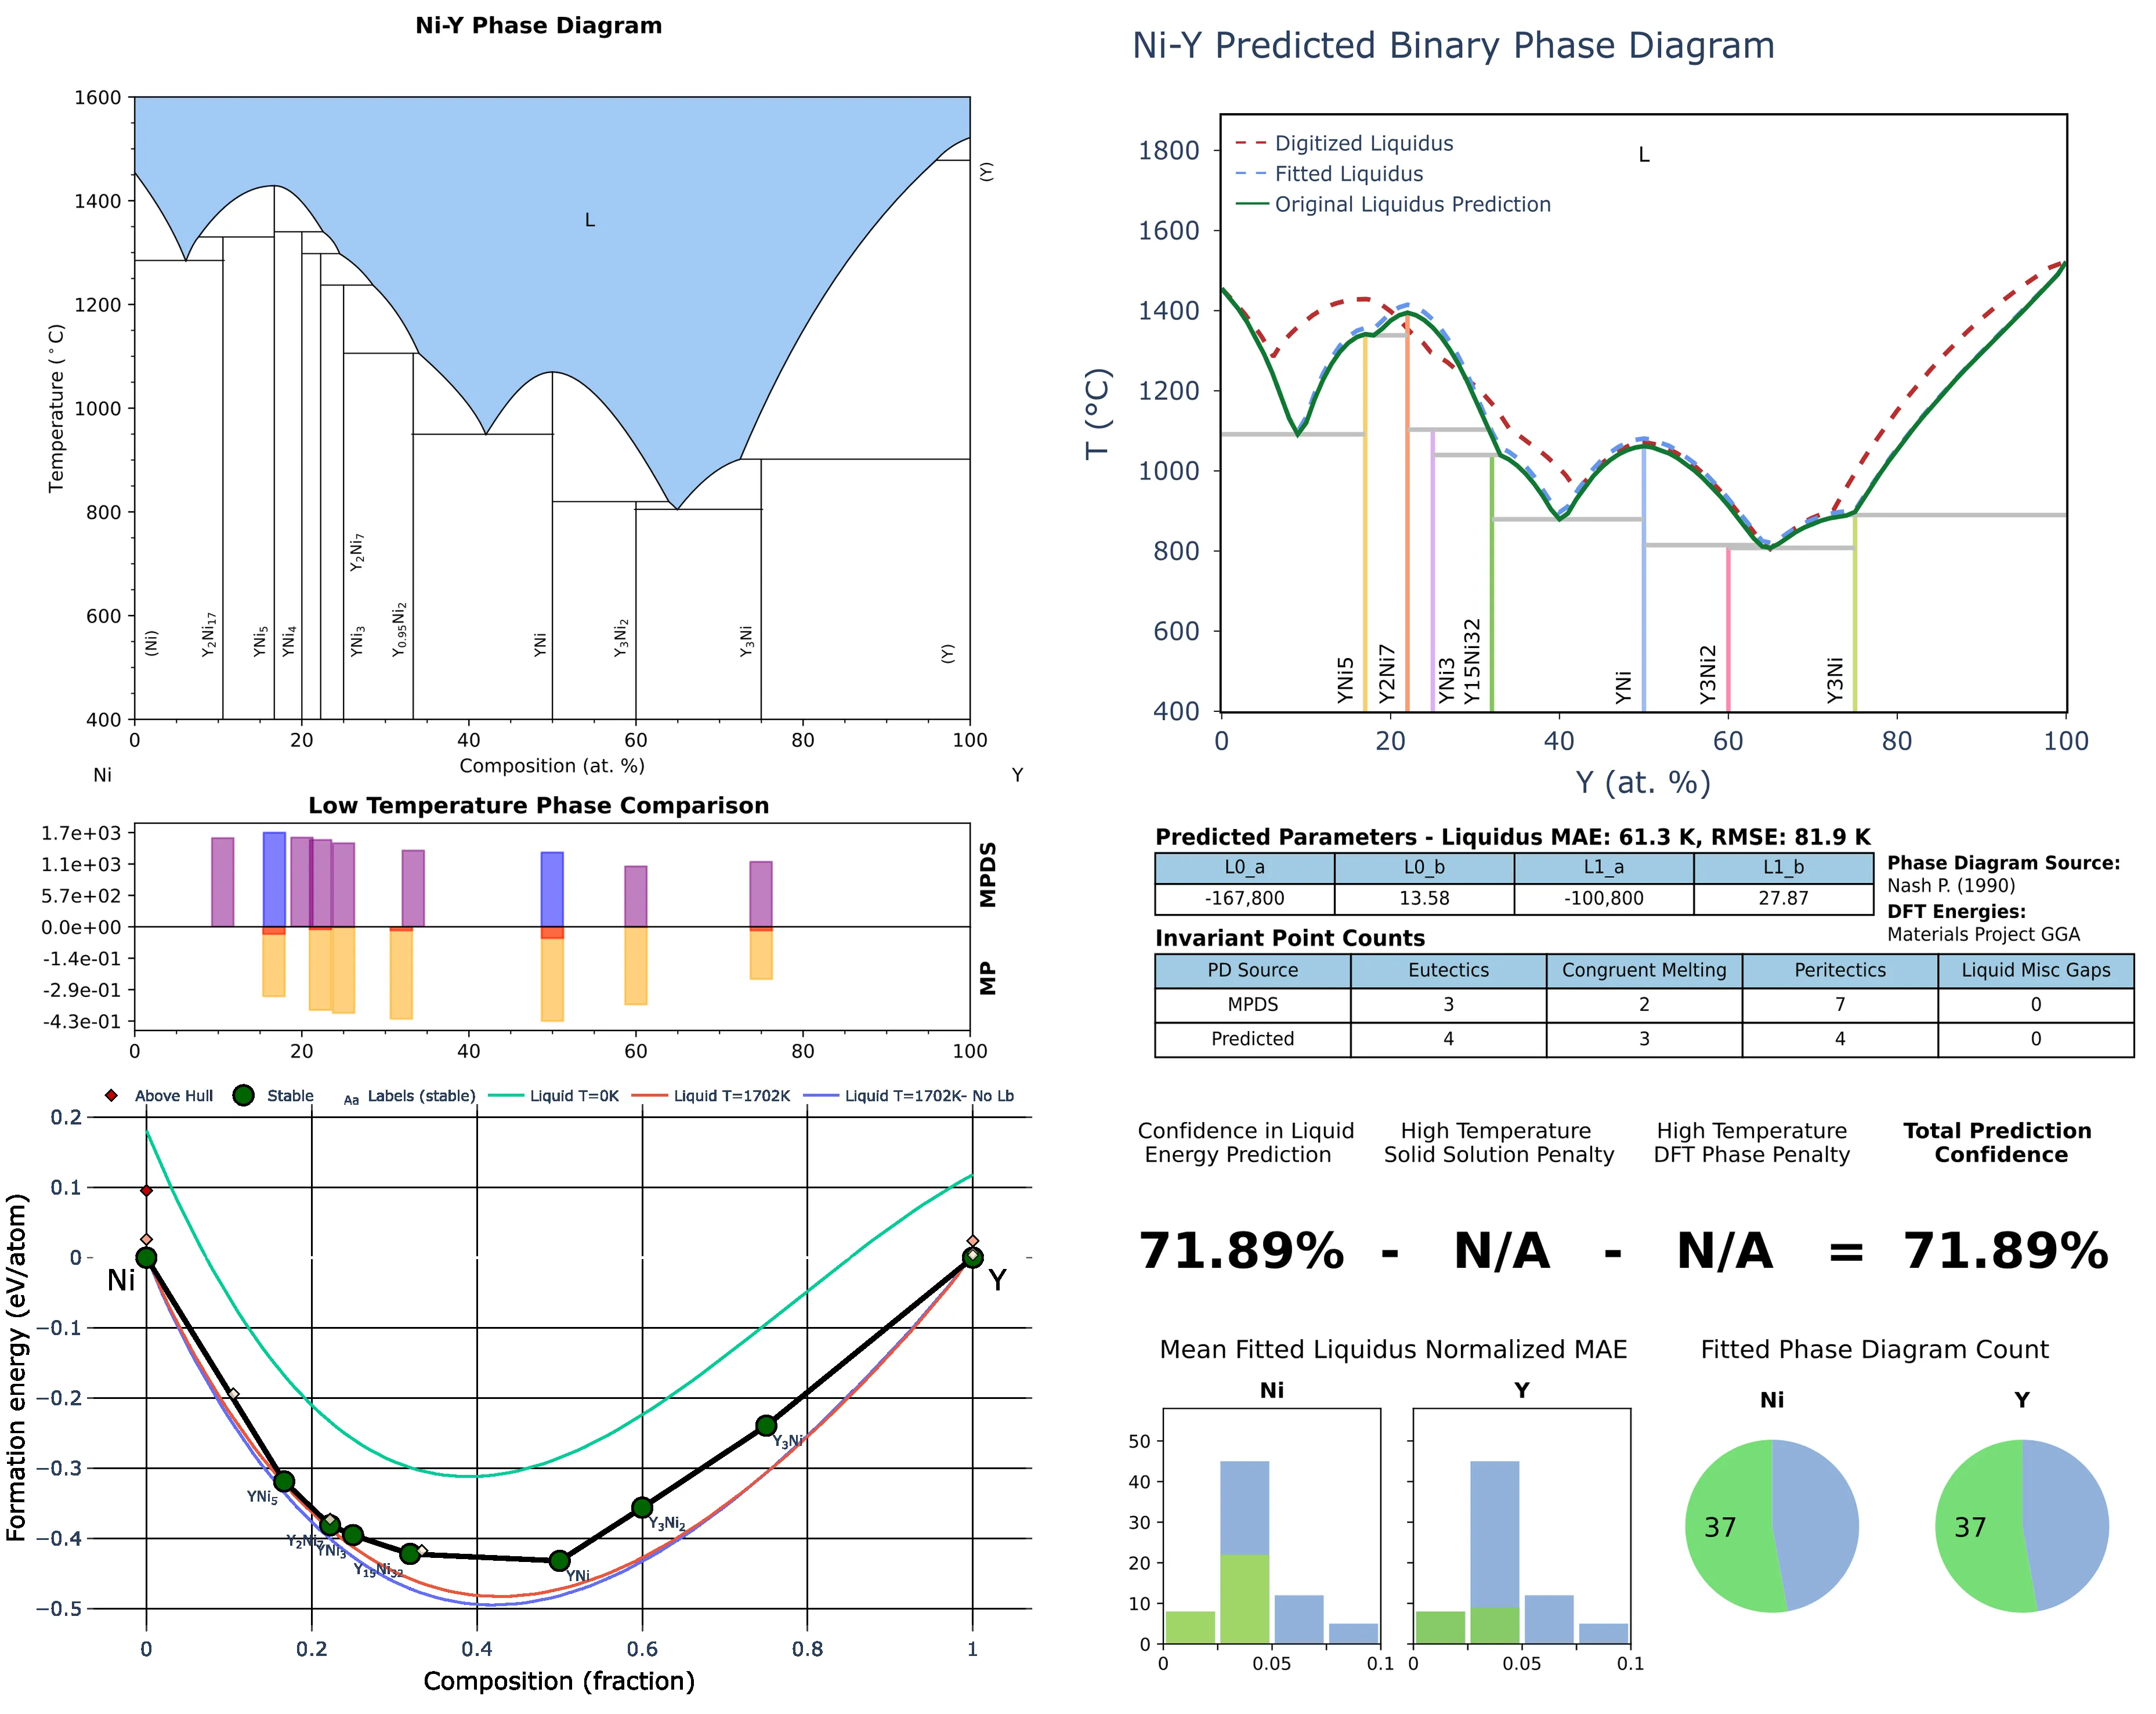 Ni-Y Phase Diagram
1600
1400
1200
1000
800
600
400
Temperature (°C)
L
(Ni)
Y2Ni17
YNi5
YNi4
Y2Ni7
YNi3
Y0.95Ni2
YNi
Y3Ni2
Y3Ni
(Y)
(Y)
0 20 40 60 80 100
Composition (at. %)
Ni Y
Low Temperature Phase Comparison
1.7e+03
1.1e+03
5.7e+02
0.0e+00
-1.4e-01
-2.9e-01
-4.3e-01
MPDS
MP
0 20 40 60 80 100
Above Hull Stable Aa Labels (stable) Liquid T=0K Liquid T=1702K Liquid T=1702K- No Lb
0.2
0.1
0
−0.1
−0.2
−0.3
−0.4
−0.5
Formation energy (eV/atom)
Ni
Y
YNi5
Y2Ni7
YNi3
Y15Ni32
YNi
Y3Ni2
Y3Ni
0 0.2 0.4 0.6 0.8 1
Composition (fraction)
Ni-Y Predicted Binary Phase Diagram
Digitized Liquidus
Fitted Liquidus
Original Liquidus Prediction
L
1800
1600
1400
1200
1000
800
600
400
T (°C)
YNi5
Y2Ni7
YNi3
Y15Ni32
YNi
Y3Ni2
Y3Ni
0 20 40 60 80 100
Y (at. %)
Predicted Parameters - Liquidus MAE: 61.3 K, RMSE: 81.9 K
L0_a L0_b L1_a L1_b
-167,800 13.58 -100,800 27.87
Phase Diagram Source:
Nash P. (1990)
DFT Energies:
Materials Project GGA
Invariant Point Counts
PD Source Eutectics Congruent Melting Peritectics Liquid Misc Gaps
MPDS 3 2 7 0
Predicted 4 3 4 0
Confidence in Liquid
Energy Prediction
High Temperature
Solid Solution Penalty
High Temperature
DFT Phase Penalty
Total Prediction
Confidence
71.89% - N/A - N/A = 71.89%
Mean Fitted Liquidus Normalized MAE
Ni Y
50
40
30
20
10
0
0 0.05 0.1 0 0.05 0.1
Fitted Phase Diagram Count
Ni Y
37 37